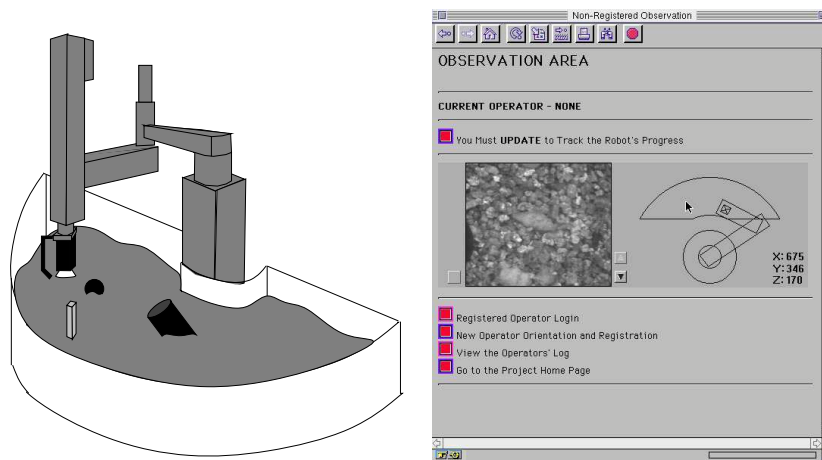 Non-Registered Observation
OBSERVATION AREA
CURRENT OPERATOR - NONE
You Must UPDATE to Track the Robot's Progress
X: 675
Y: 346
Z: 170
Registered Operator Login
New Operator Orientation and Registration
View the Operators' Log
Go to the Project Home Page